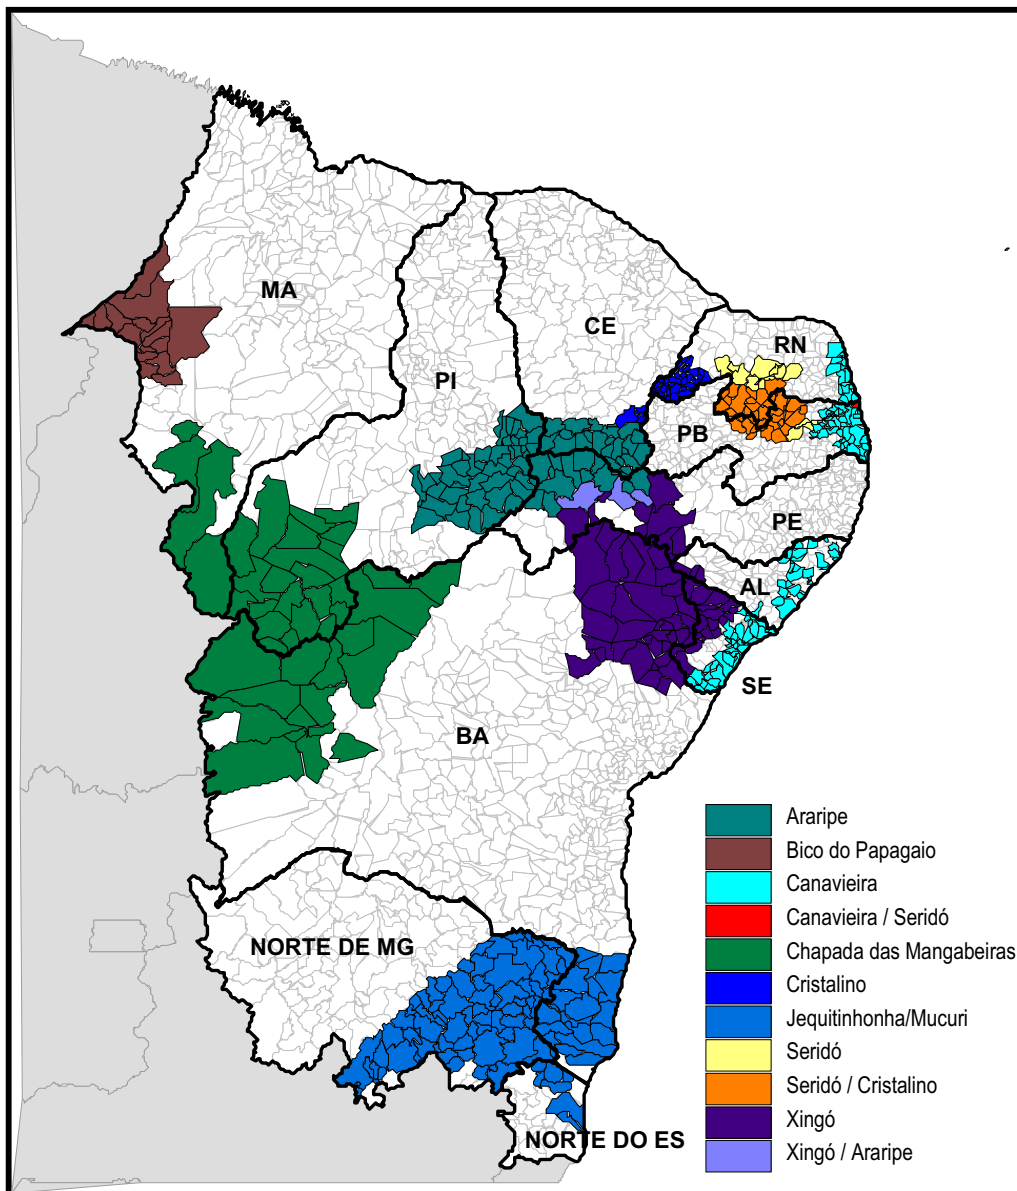 MA
CE
RN
PI
PB
PE
AL
SE
BA
NORTE DE MG
NORTE DO ES
Araripe
Bico do Papagaio
Canavieira
Canavieira / Seridó
Chapada das Mangabeiras
Cristalino
Jequitinhonha/Mucuri
Seridó
Seridó / Cristalino
Xingó
Xingó / Araripe